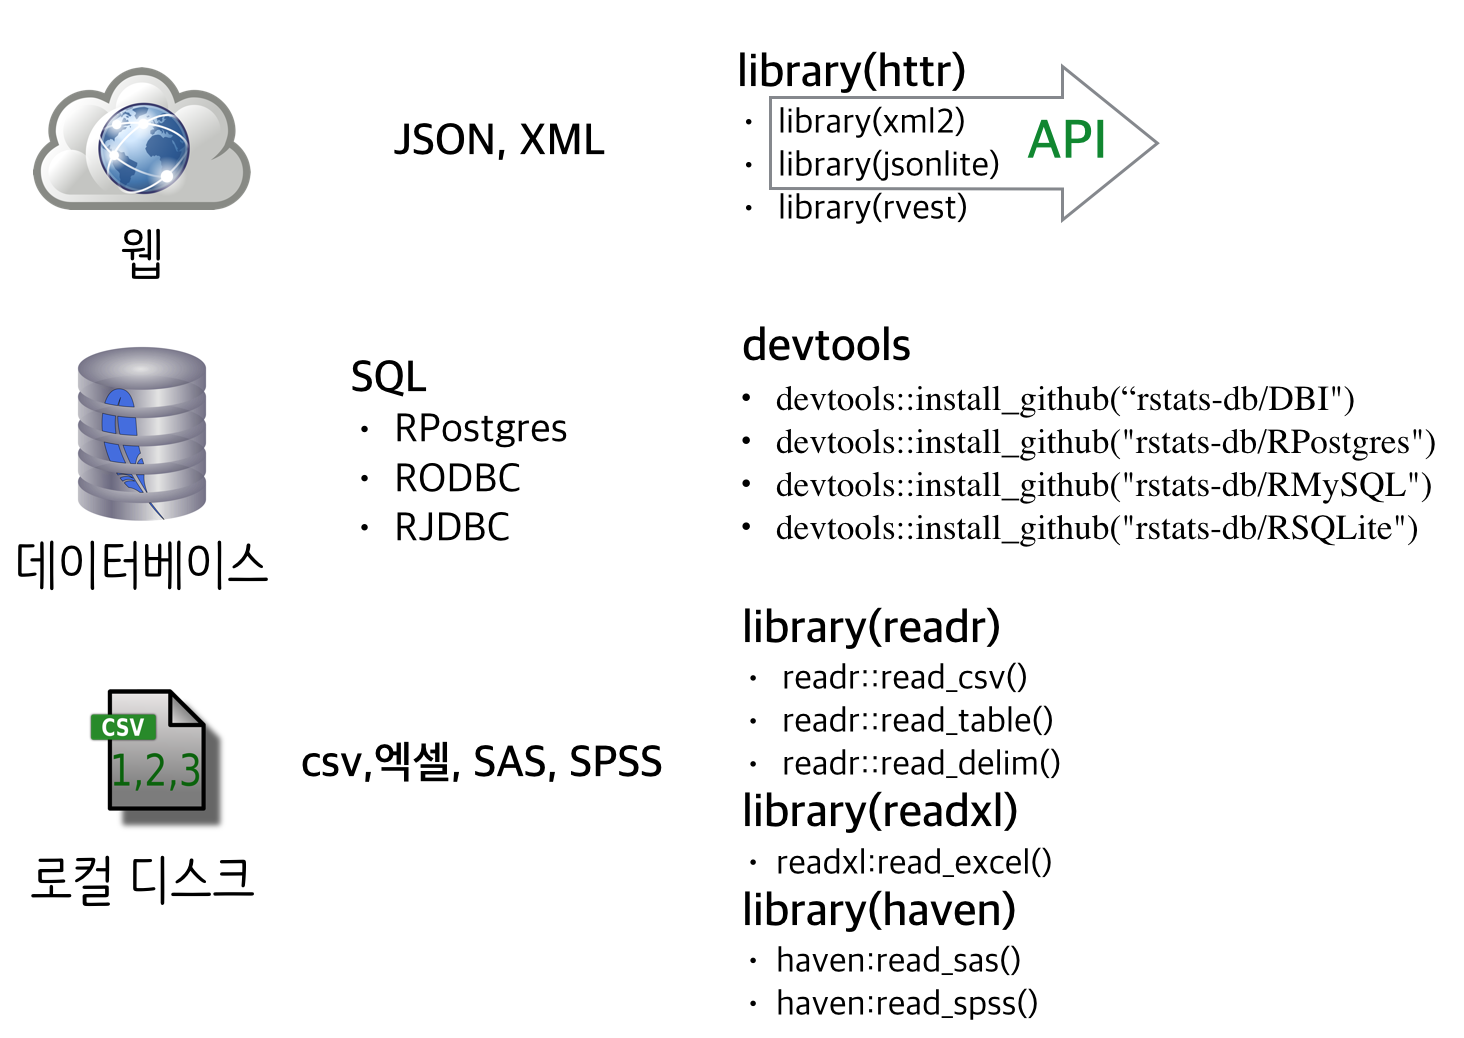 웹
JSON, XML
library(httr)
• library(xml2)
• library(jsonlite)
• library(rvest)
API
데이터베이스
SQL
• RPostgres
• RODBC
• RJDBC
devtools
• devtools::install_github(“rstats-db/DBI")
• devtools::install_github("rstats-db/RPostgres")
• devtools::install_github("rstats-db/RMySQL")
• devtools::install_github("rstats-db/RSQLite")
CSV
1,2,3
로컬 디스크
csv,엑셀, SAS, SPSS
library(readr)
• readr::read_csv()
• readr::read_table()
• readr::read_delim()
library(readxl)
• readxl:read_excel()
library(haven)
• haven:read_sas()
• haven:read_spss()